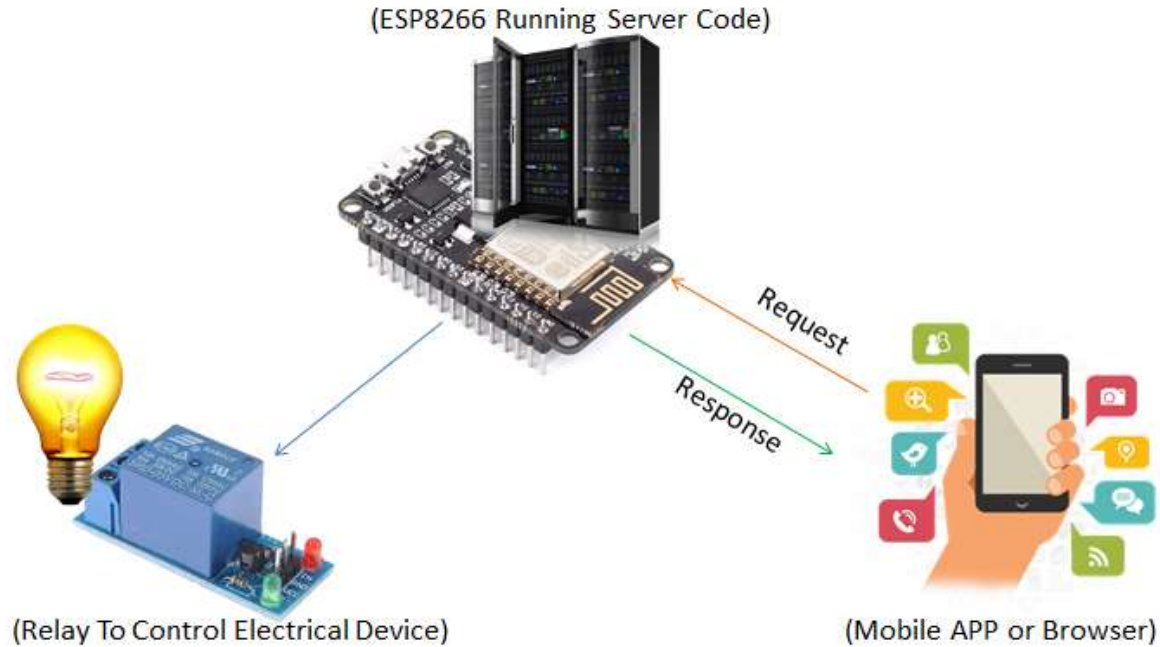 (ESP8266 Running Server Code)
Request
Response
(Relay To Control Electrical Device)
(Mobile APP or Browser)